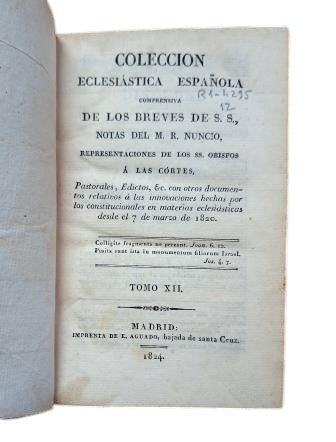 COLECCION
ECLESIÁSTICA ESPAÑOLA
COMPRENSIVA
R1-4295
12
DE LOS BREVES DE S. S.,
NOTAS DEL M. R. NUNCIO,
REPRESENTACIONES DE LOS SS. OBISPOS
Á LAS CÓRTES,
Pastorales, Edictos, &c. con otros documen-
tos relativos á las innovaciones hechas por
los constitucionales en materias eclesiásticas
desde el 7 de marzo de 1820.
Colligite fragmenta ne pereant. Joan. 6. 12.
Posita sunt ista in monumentum filiorum Israel.
Jos. 4. 7.
TOMO XII.
MADRID:
IMPRENTA DE E. AGUADO, bajada de santa Cruz.
1824.